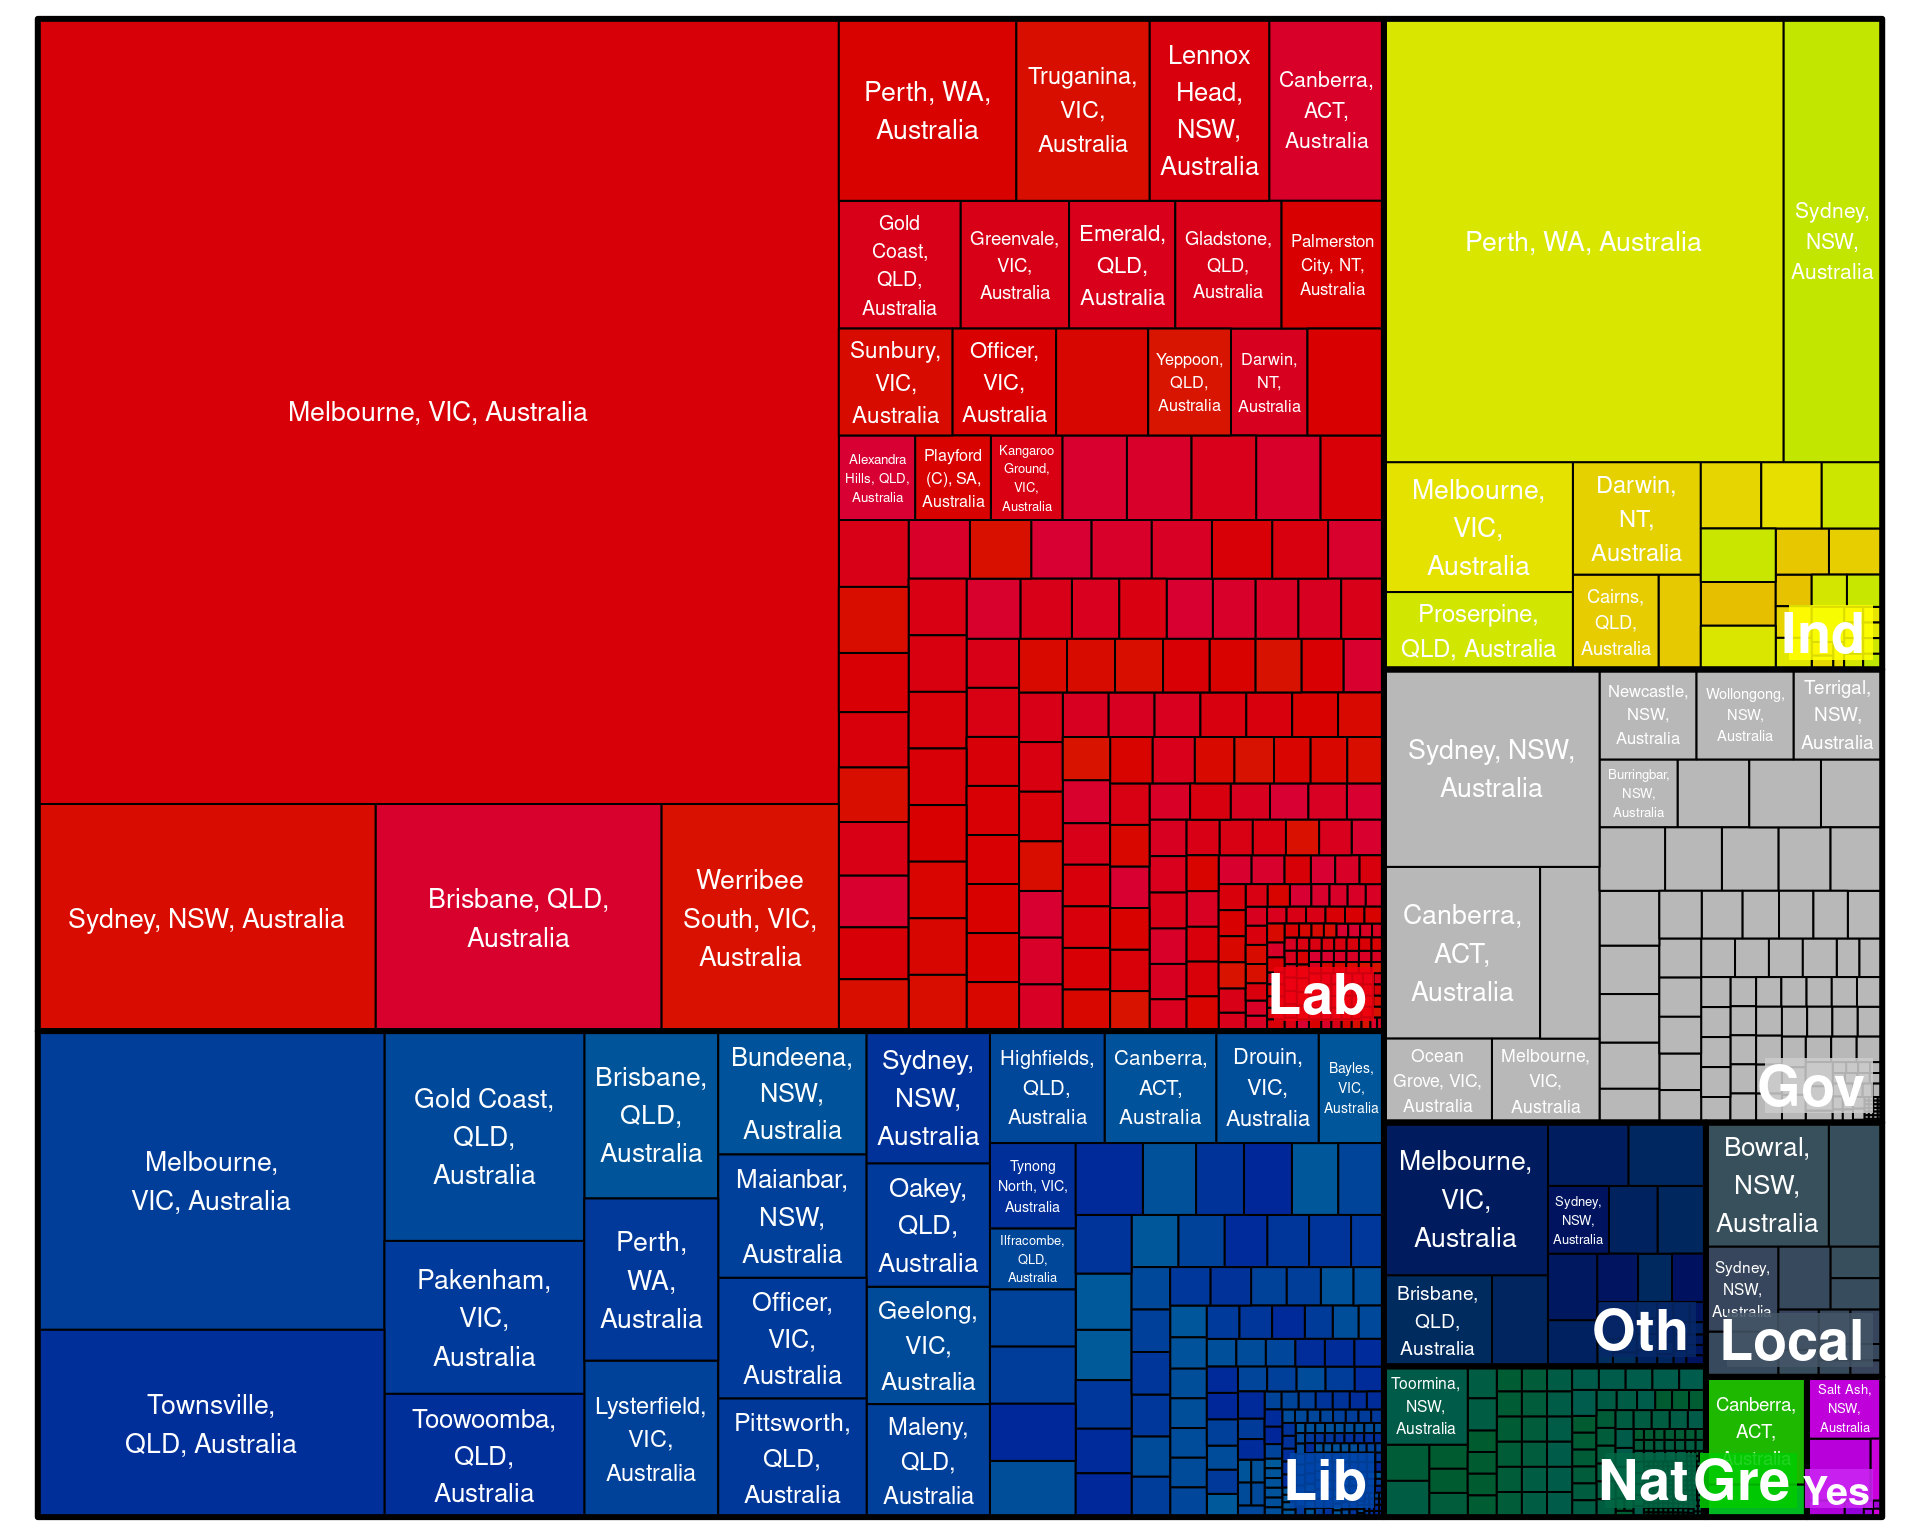 Melbourne, VIC, Australia
Sydney, NSW, Australia
Brisbane, QLD,
Australia
Werribee
South, VIC,
Australia
Perth, WA,
Australia
Truganina,
VIC,
Australia
Lennox
Head,
NSW,
Australia
Canberra,
ACT,
Australia
Gold
Coast,
QLD,
Australia
Greenvale,
VIC,
Australia
Emerald,
QLD,
Australia
Gladstone,
QLD,
Australia
Palmerston
City, NT,
Australia
Sunbury,
VIC,
Australia
Officer,
VIC,
Australia
Yeppoon,
QLD,
Australia
Darwin,
NT,
Australia
Alexandra
Hills, QLD,
Australia
Playford
(C), SA,
Australia
Kangaroo
Ground,
VIC,
Australia
Lab
Perth, WA, Australia
Sydney,
NSW,
Australia
Melbourne,
VIC,
Australia
Proserpine,
QLD, Australia
Darwin,
NT,
Australia
Cairns,
QLD,
Australia
Ind
Sydney, NSW,
Australia
Newcastle,
NSW,
Australia
Wollongong,
NSW,
Australia
Terrigal,
NSW,
Australia
Burringbar,
NSW,
Australia
Canberra,
ACT,
Australia
Ocean
Grove, VIC,
Australia
Melbourne,
VIC,
Australia
Gov
Melbourne,
VIC, Australia
Townsville,
QLD, Australia
Gold Coast,
QLD,
Australia
Pakenham,
VIC,
Australia
Toowoomba,
QLD,
Australia
Brisbane,
QLD,
Australia
Perth,
WA,
Australia
Lysterfield,
VIC,
Australia
Bundeena,
NSW,
Australia
Maianbar,
NSW,
Australia
Officer,
VIC,
Australia
Pittsworth,
QLD,
Australia
Sydney,
NSW,
Australia
Oakey,
QLD,
Australia
Geelong,
VIC,
Australia
Maleny,
QLD,
Australia
Highfields,
QLD,
Australia
Canberra,
ACT,
Australia
Drouin,
VIC,
Australia
Bayles,
VIC,
Australia
Tynong
North, VIC,
Australia
Ilfracombe,
QLD,
Australia
Lib
Melbourne,
VIC,
Australia
Sydney,
NSW,
Australia
Brisbane,
QLD,
Australia
Oth
Bowral,
NSW,
Australia
Sydney,
NSW,
Australia
Local
Toormina,
NSW,
Australia
Nat
Canberra,
ACT,
Australia
Gre
Salt Ash,
NSW,
Australia
Yes